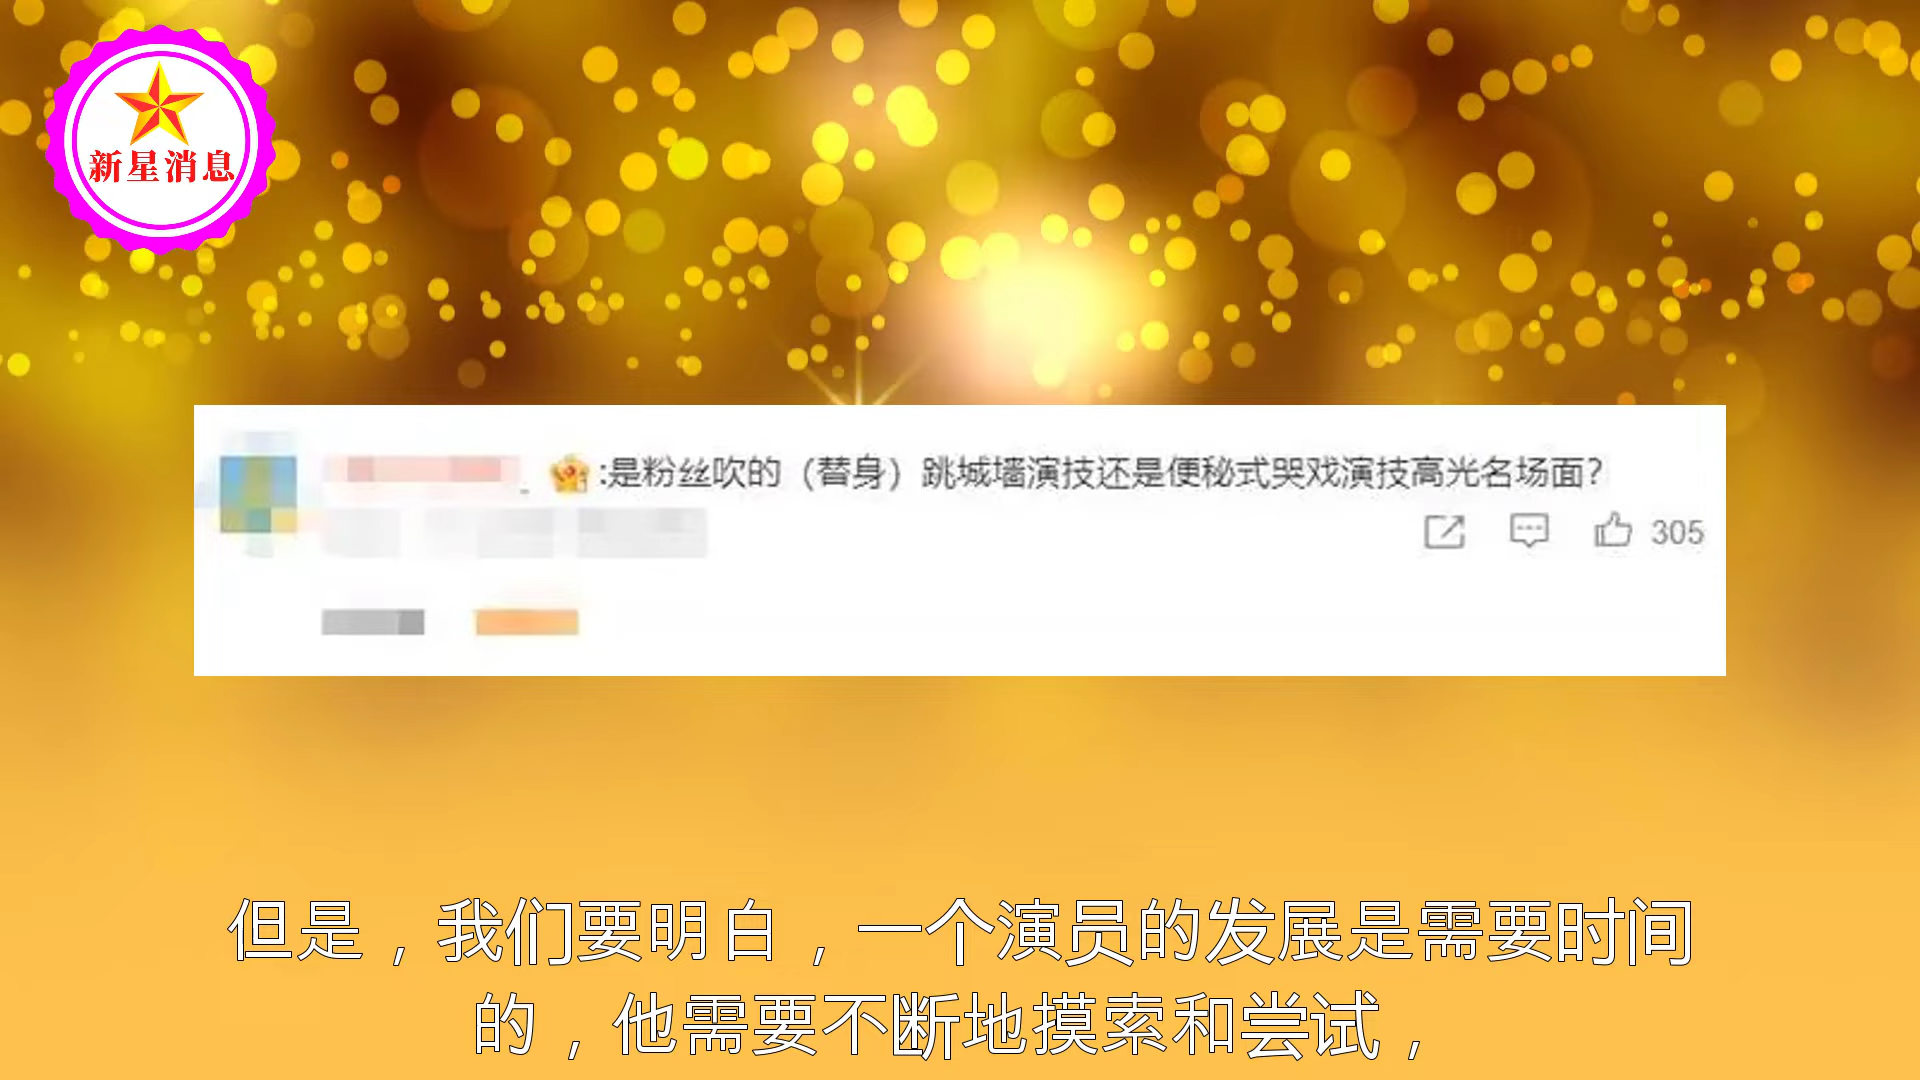 新星消息
:是粉丝吹的（替身）跳城墙演技还是便秘式哭戏演技高光名场面?
305
但是，我们要明白，一个演员的发展是需要时间
的，他需要不断地摸索和尝试，